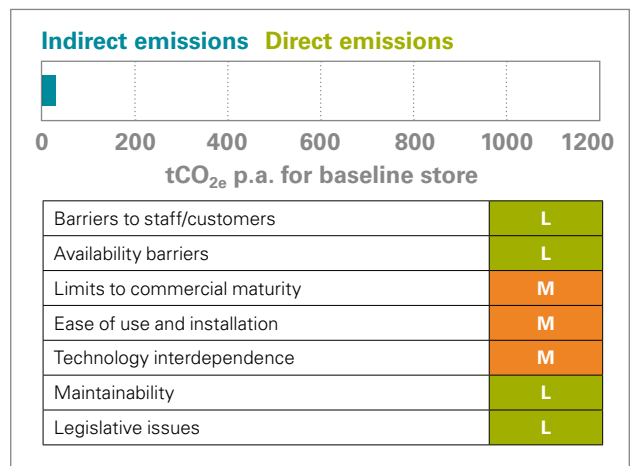 Indirect emissions Direct emissions
0 200 400 600 800 1000 1200
tCO2e p.a. for baseline store
Barriers to staff/customers L
Availability barriers L
Limits to commercial maturity M
Ease of use and installation M
Technology interdependence M
Maintainability L
Legislative issues L